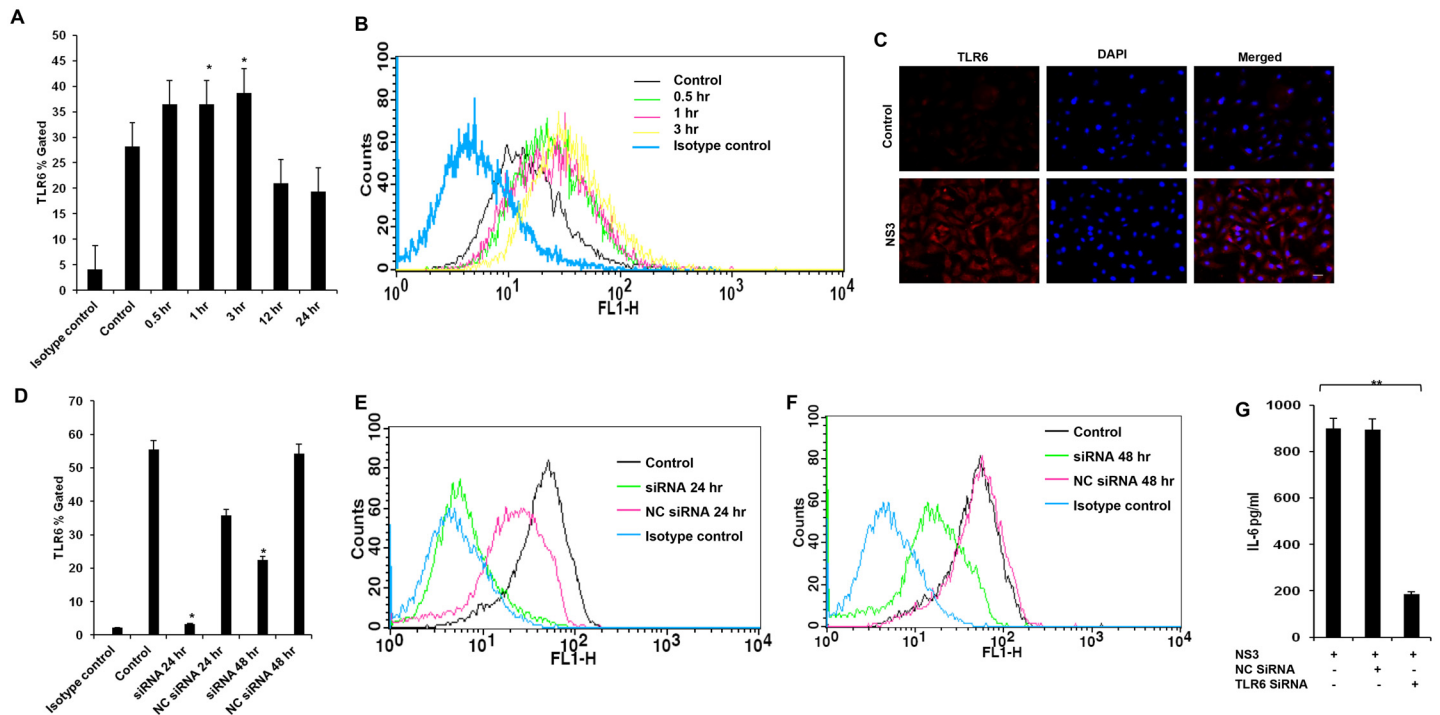 A
TLR6 % Gated
50
45
40
35
30
25
20
15
10
5
0
*
*
Isotype control
Control
0.5 hr
1 hr
3 hr
12 hr
24 hr
B
Counts
100
80
60
40
20
0
Control
0.5 hr
1 hr
3 hr
Isotype control
10^0
10^1
10^2
10^3
10^4
FL1-H
C
TLR6
DAPI
Merged
Control
NS3
D
TLR6 % Gated
70
60
50
40
30
20
10
0
*
*
Isotype control
Control
siRNA 24 hr
NC siRNA 24 hr
siRNA 48 hr
NC siRNA 48 hr
E
Counts
100
80
60
40
20
0
Control
siRNA 24 hr
NC siRNA 24 hr
Isotype control
10^0
10^1
10^2
10^3
10^4
FL1-H
F
Counts
100
80
60
40
20
0
Control
siRNA 48 hr
NC siRNA 48 hr
Isotype control
10^0
10^1
10^2
10^3
10^4
FL1-H
G
**
IL-6 pg/ml
1000
800
600
400
200
0
NS3 + + +
NC SiRNA - + -
TLR6 SiRNA - - +